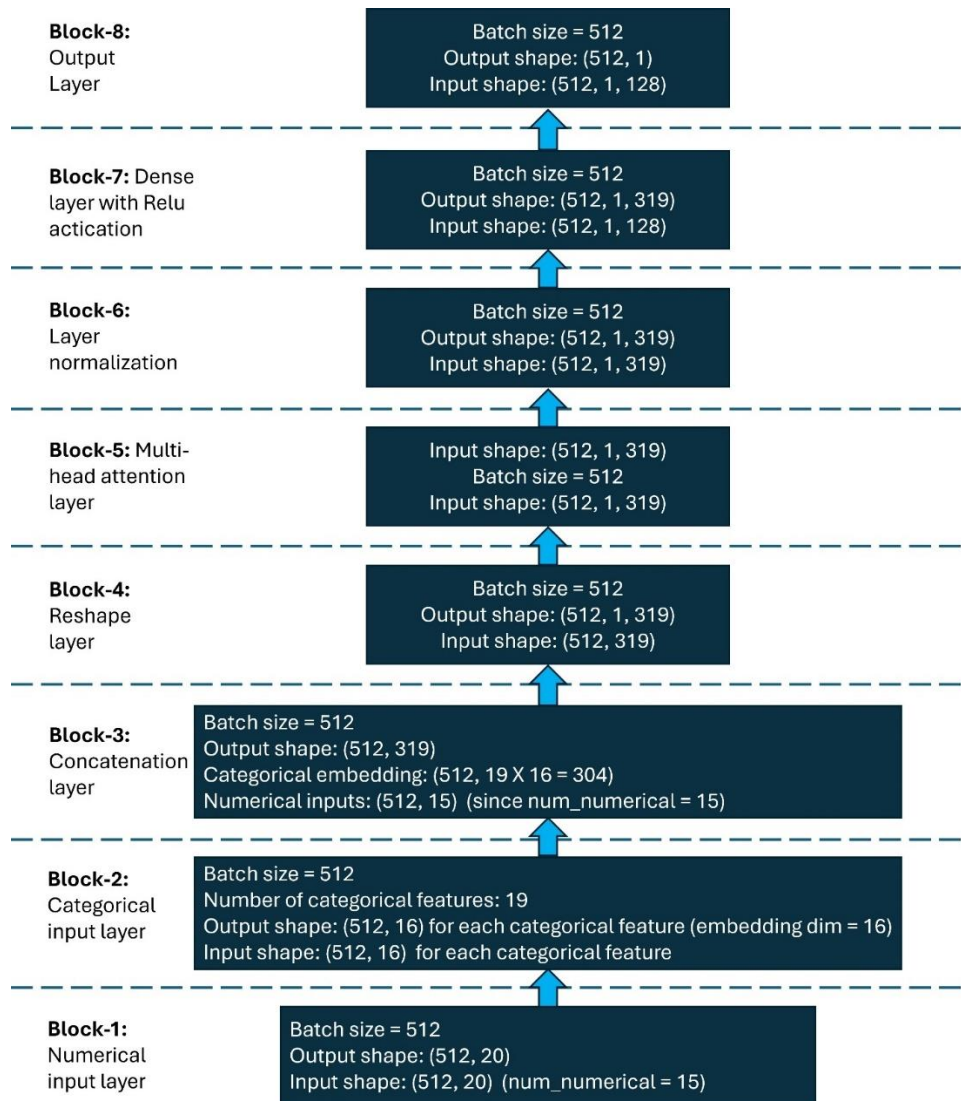 Block-8:
Output
Layer
Batch size = 512
Output shape: (512, 1)
Input shape: (512, 1, 128)
Block-7: Dense
layer with Relu
actication
Batch size = 512
Output shape: (512, 1, 319)
Input shape: (512, 1, 128)
Block-6:
Layer
normalization
Batch size = 512
Output shape: (512, 1, 319)
Input shape: (512, 1, 319)
Block-5: Multi-
head attention
layer
Input shape: (512, 1, 319)
Batch size = 512
Input shape: (512, 1, 319)
Block-4:
Reshape
layer
Batch size = 512
Output shape: (512, 1, 319)
Input shape: (512, 319)
Block-3:
Concatenation
layer
Batch size = 512
Output shape: (512, 319)
Categorical embedding: (512, 19 X 16 = 304)
Numerical inputs: (512, 15) (since num_numerical = 15)
Block-2:
Categorical
input layer
Batch size = 512
Number of categorical features: 19
Output shape: (512, 16) for each categorical feature (embedding dim = 16)
Input shape: (512, 16) for each categorical feature
Block-1:
Numerical
input layer
Batch size = 512
Output shape: (512, 20)
Input shape: (512, 20) (num_numerical = 15)